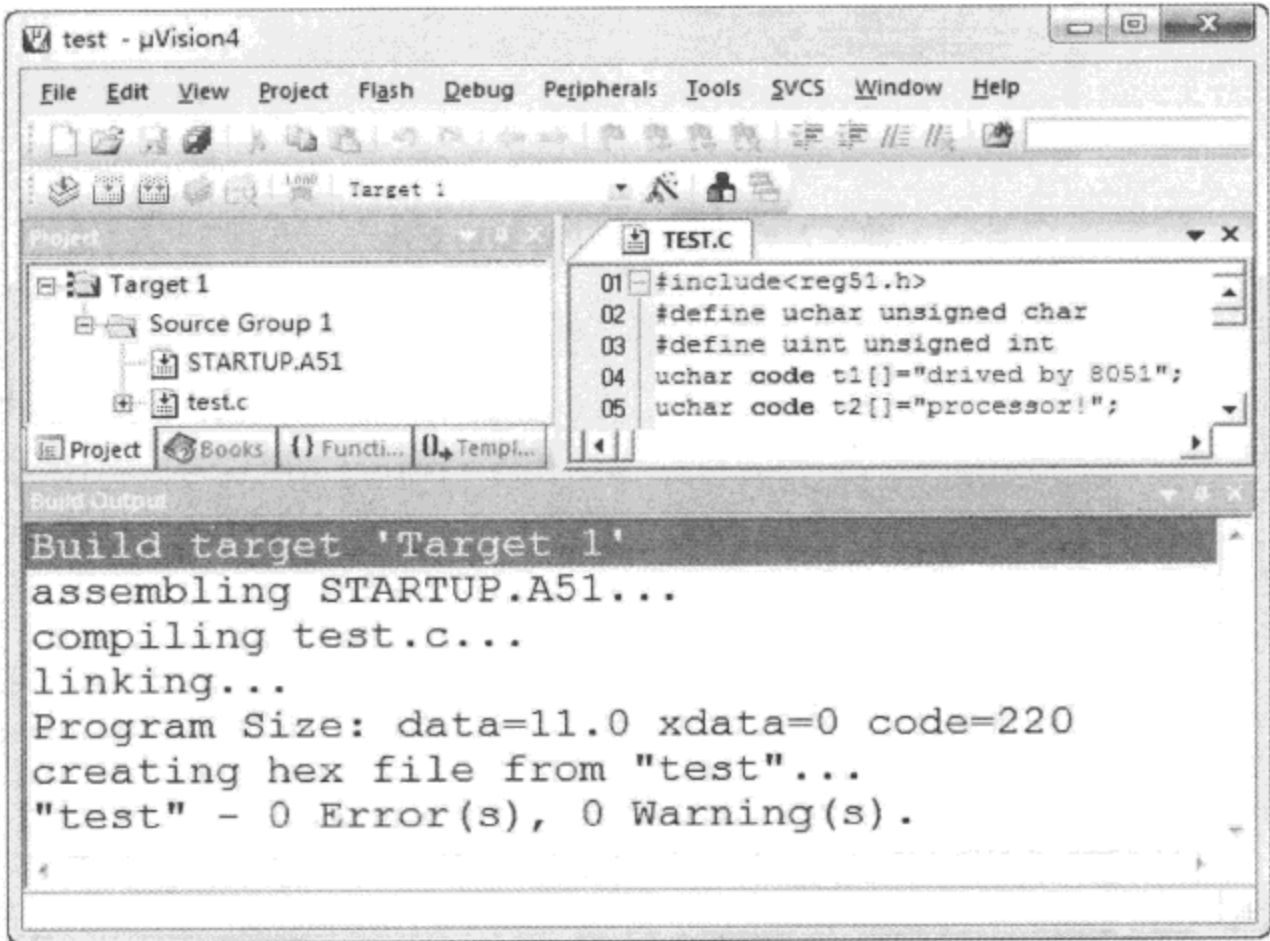 test - µVision4
File Edit View Project Flash Debug Peripherals Tools SVCS Window Help
LOAD Target 1
Project
TEST.C
Target 1
Source Group 1
STARTUP.A51
test.c
Project Books {} Functi... Templ...
01 #include<reg51.h>
02 #define uchar unsigned char
03 #define uint unsigned int
04 uchar code t1[]="drived by 8051";
05 uchar code t2[]="processor!";
Build Output
Build target 'Target 1'
assembling STARTUP.A51...
compiling test.c...
linking...
Program Size: data=11.0 xdata=0 code=220
creating hex file from "test"...
"test" - 0 Error(s), 0 Warning(s).